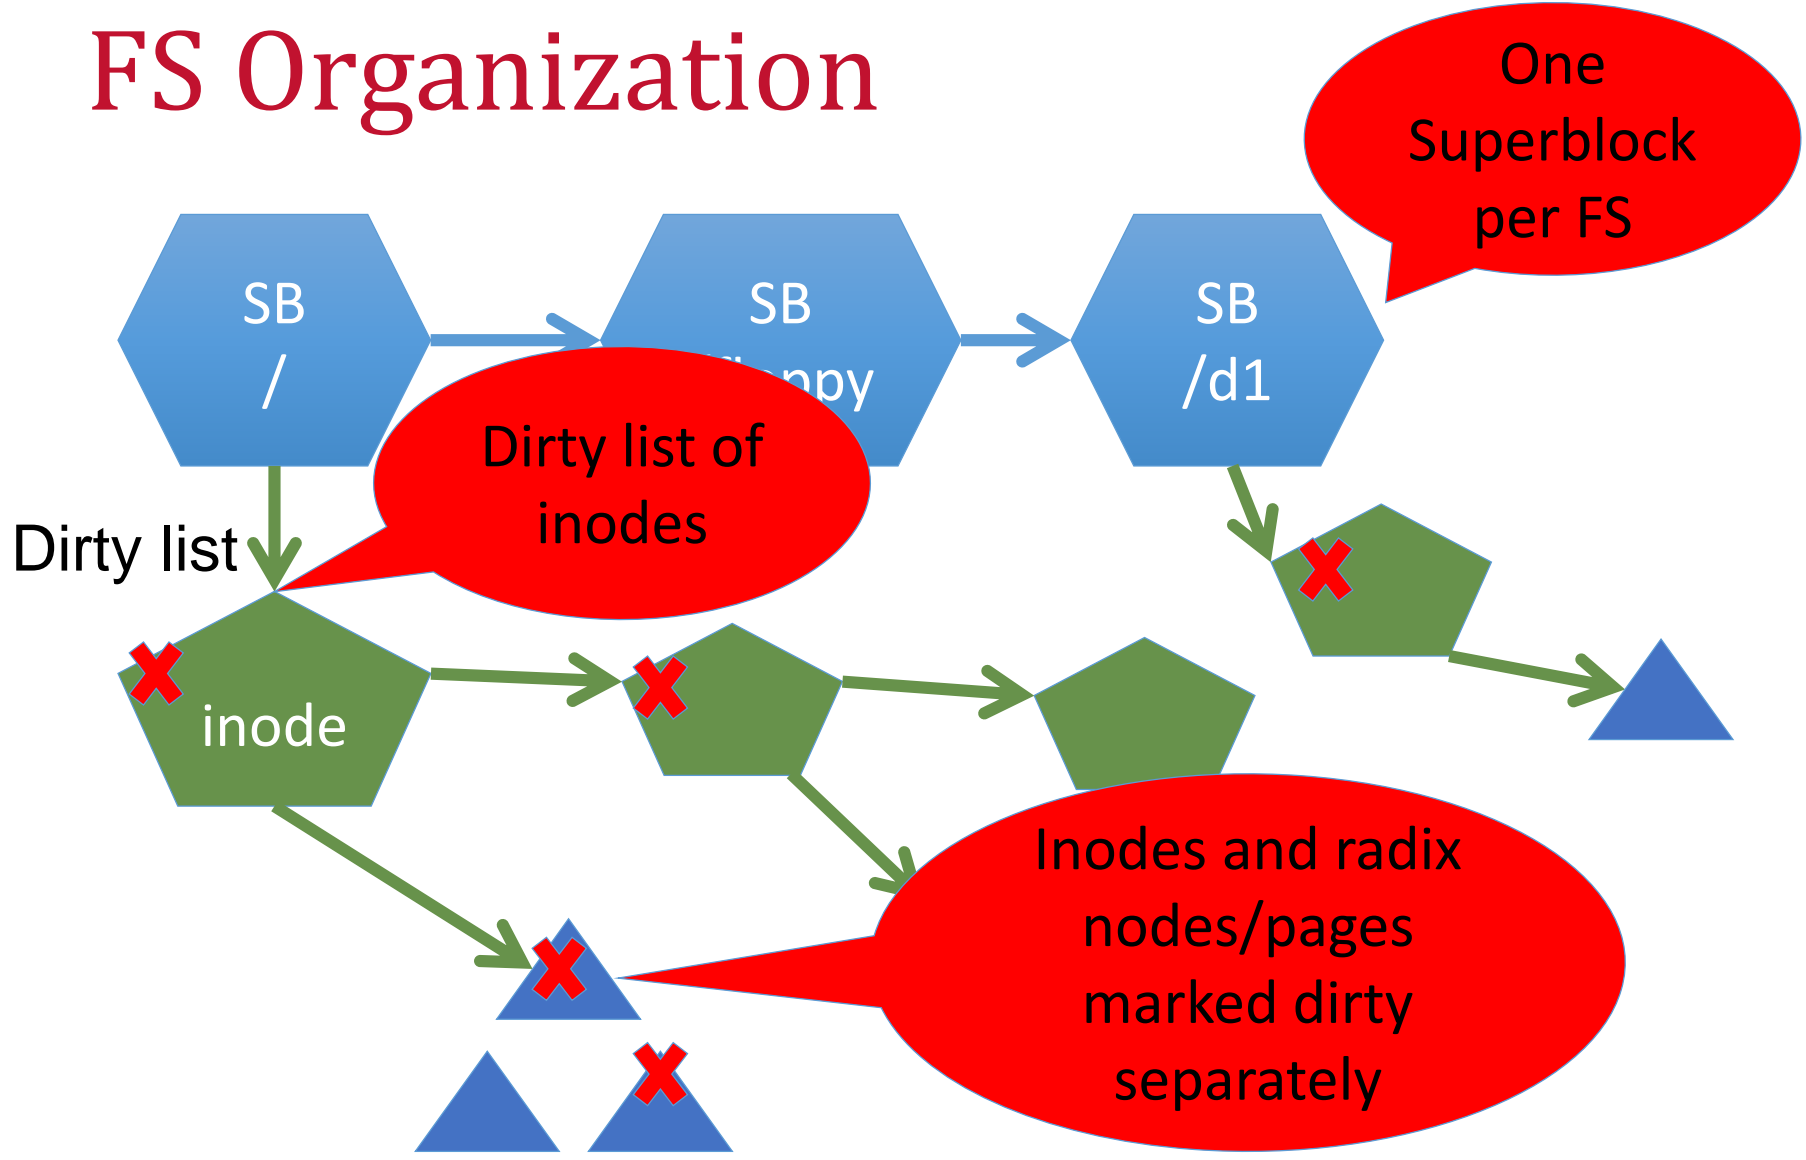 FS Organization
One
Superblock
per FS
SB
/
SB
SB
/d1
Dirty list of
inodes
Dirty list
inode
Inodes and radix
nodes/pages
marked dirty
separately